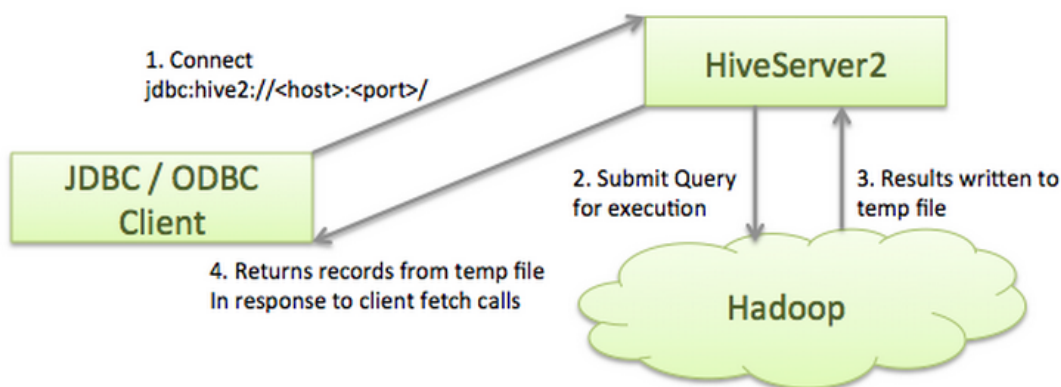 1. Connect
jdbc:hive2://<host>:<port>/
HiveServer2
JDBC / ODBC
Client
2. Submit Query
for execution
3. Results written to
temp file
4. Returns records from temp file
In response to client fetch calls
Hadoop